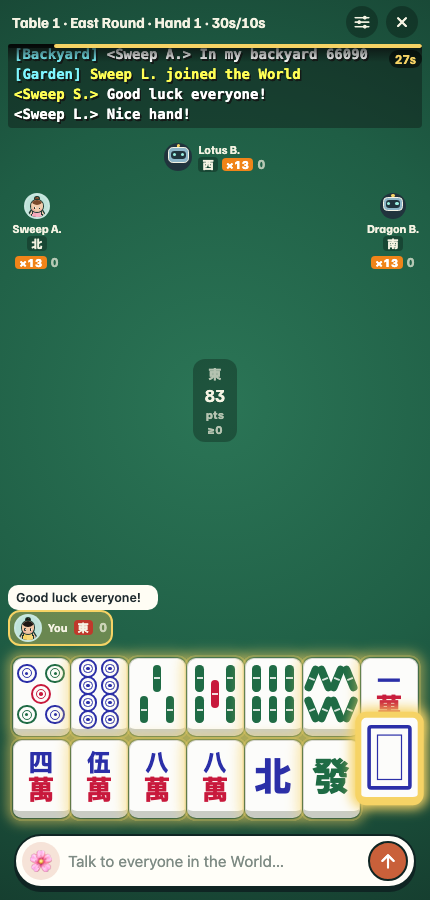 Table 1 · East Round · Hand 1 · 30s/10s
[Backyard] <Sweep A.> In my backyard 66090
27s
[Garden] Sweep L. joined the World
<Sweep S.> Good luck everyone!
<Sweep L.> Nice hand!
Lotus B.
西 ×13 0
Sweep A.
北
×13 0
Dragon B.
南
×13 0
東
83
pts
≥0
Good luck everyone!
You 東 0
一萬
四萬 伍萬 八萬 八萬 北 發
Talk to everyone in the World...